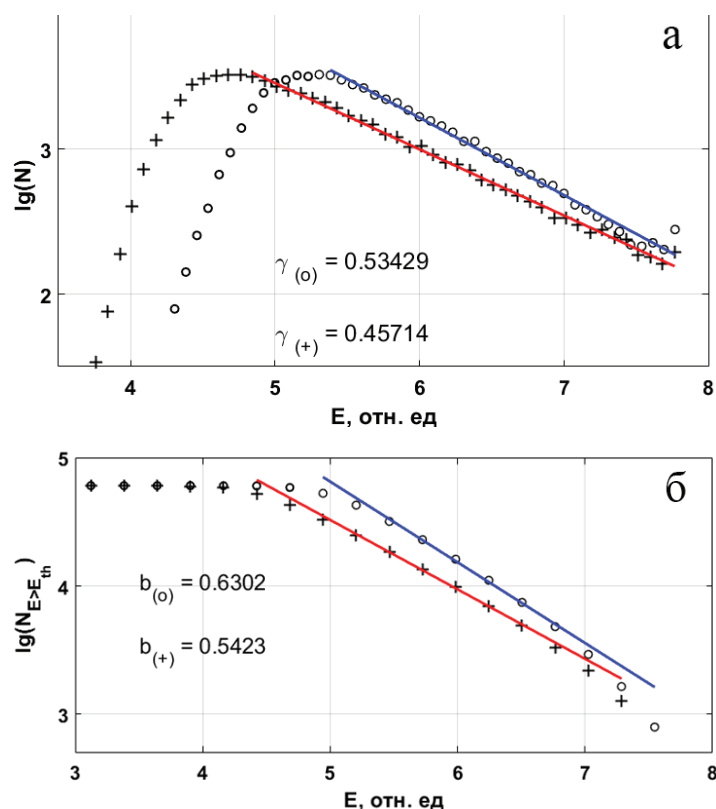 а
lg(N)
3
2
γ (o) = 0.53429
γ (+) = 0.45714
4 5 6 7 8
E, отн. ед
б
lg(N E>E th )
5
4
3
b (o) = 0.6302
b (+) = 0.5423
3 4 5 6 7 8
E, отн. ед